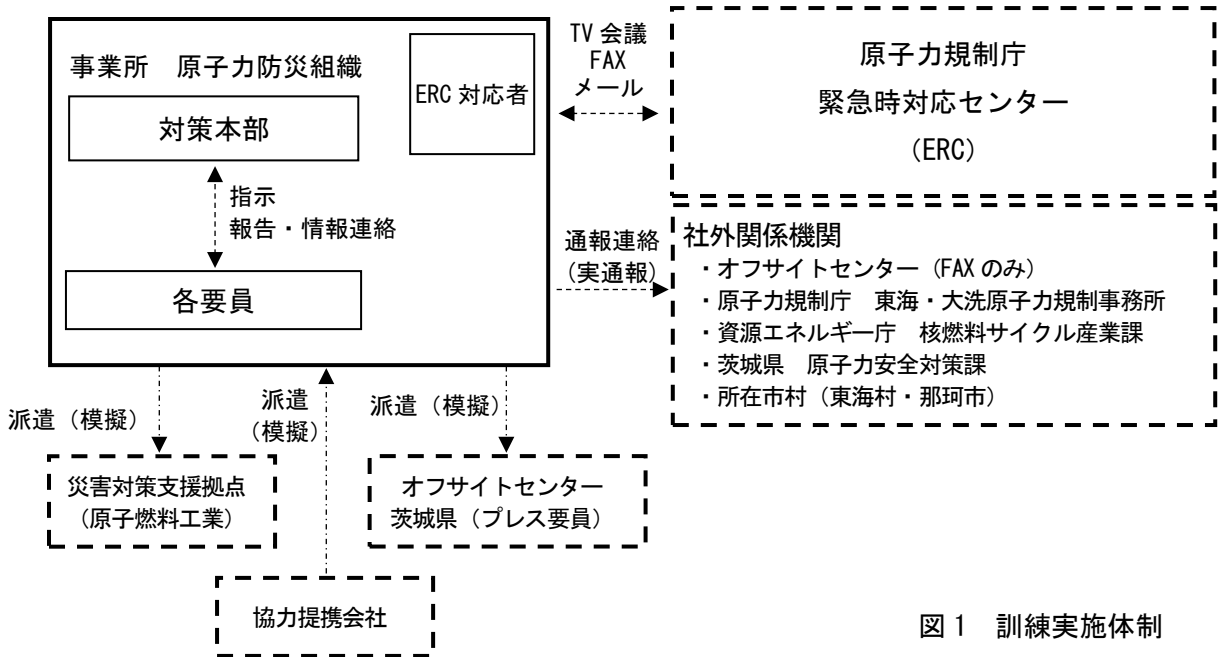 事業所 原子力防災組織
対策本部
指示
報告・情報連絡
各要員
ERC 対応者
TV 会議
FAX
メール
原子力規制庁
緊急時対応センター
(ERC)
通報連絡
(実通報)
社外関係機関
・オフサイトセンター (FAX のみ)
・原子力規制庁 東海・大洗原子力規制事務所
・資源エネルギー庁 核燃料サイクル産業課
・茨城県 原子力安全対策課
・所在市村 (東海村・那珂市)
派遣 (模擬)
派遣
(模擬)
派遣 (模擬)
災害対策支援拠点
(原子燃料工業)
オフサイトセンター
茨城県 (プレス要員)
協力提携会社
図 1 訓練実施体制